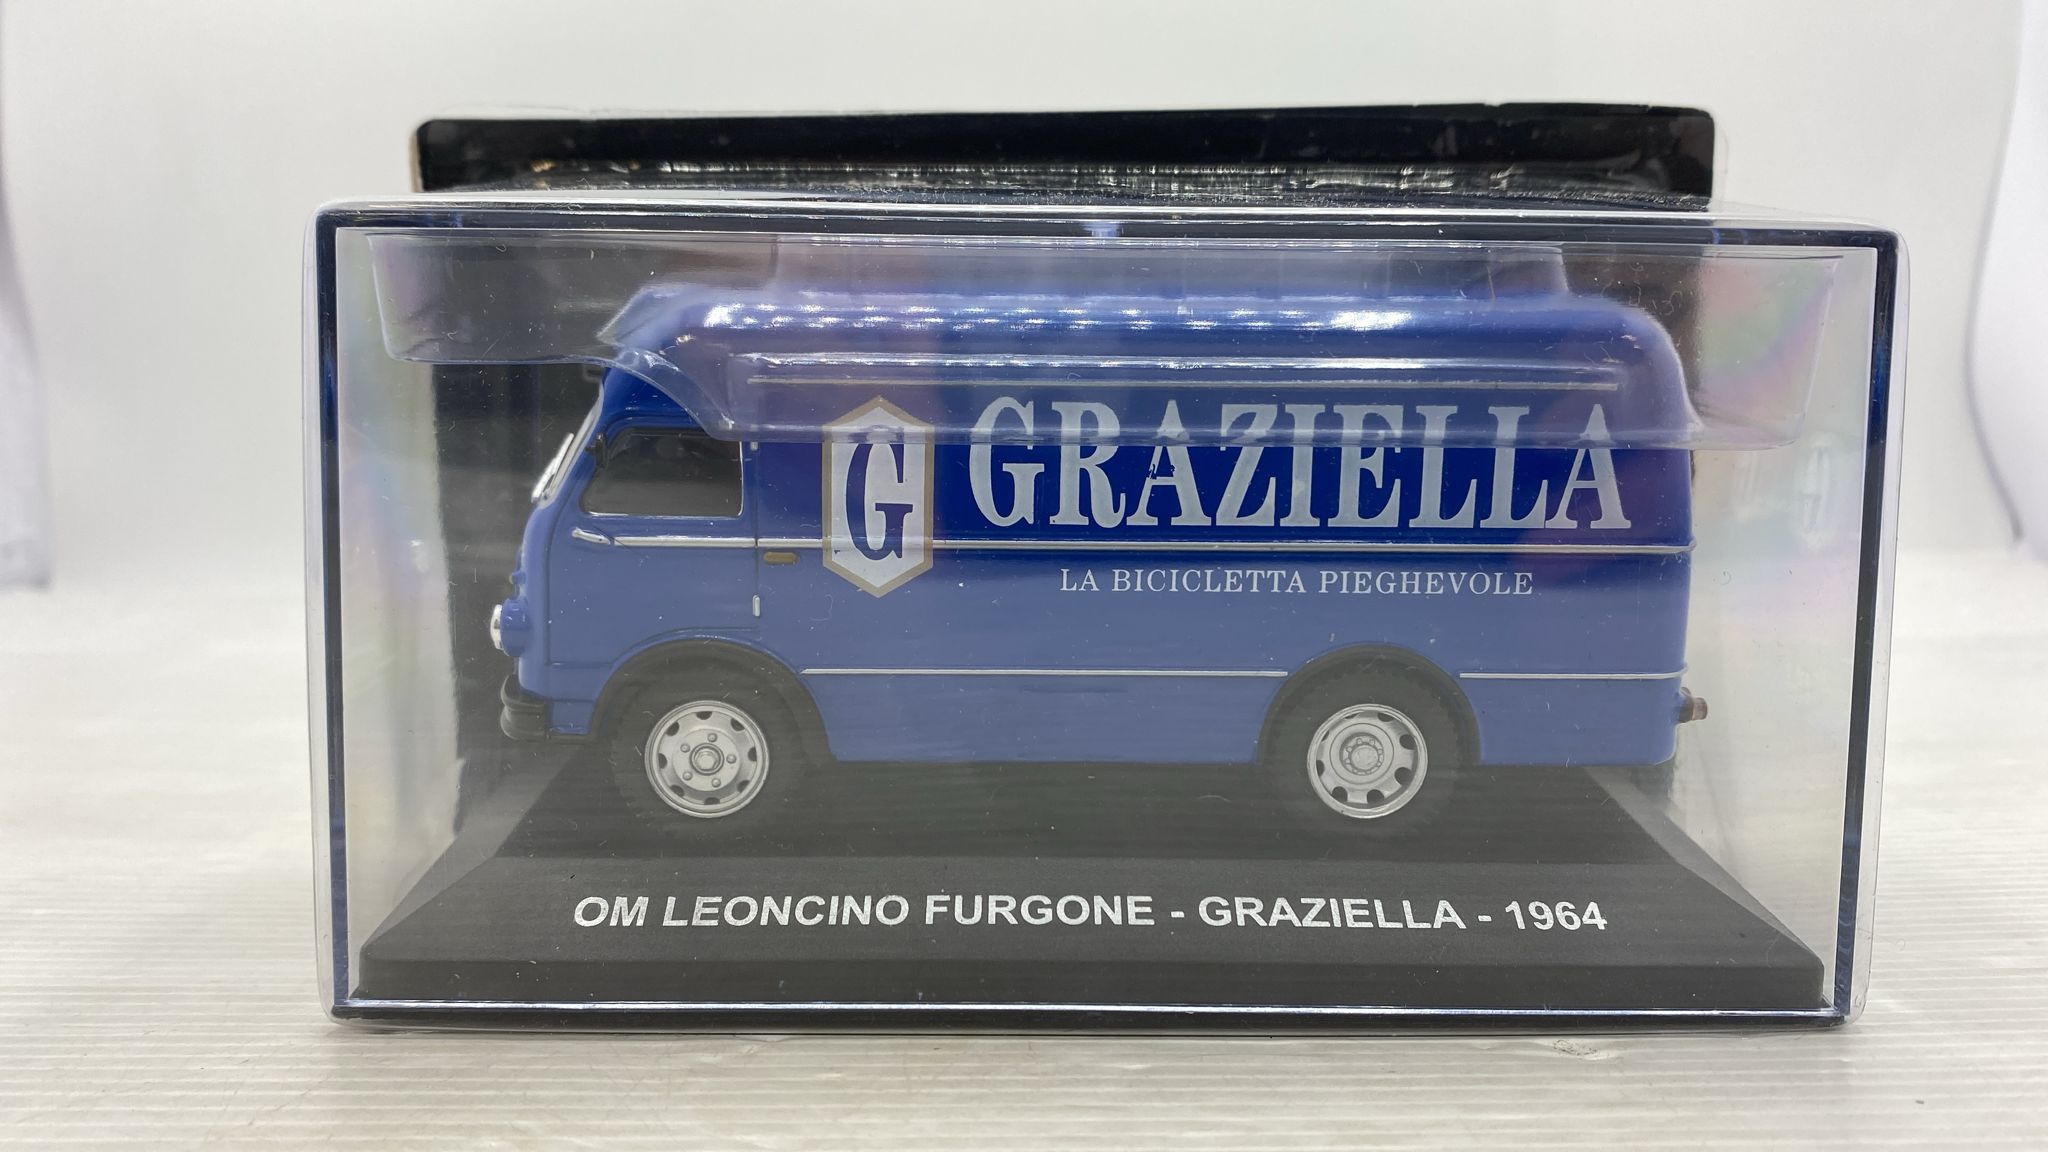 G GRAZIELLA
LA BICICLETTA PIEGHEVOLE
OM LEONCINO FURGONE - GRAZIELLA - 1964